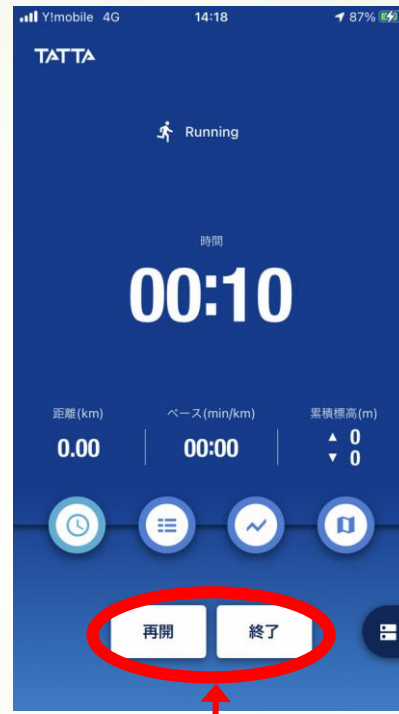 Y!mobile 4G 14:18 87%
TATTA
Running
時間
00:10
距離(km) ペース(min/km) 累積標高(m)
0.00 00:00 ▲ 0
▼ 0
再開 終了